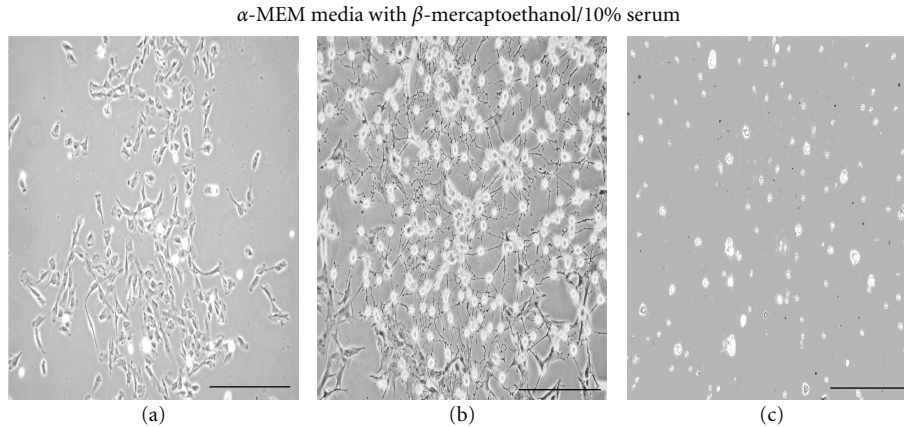 α-MEM media with β-mercaptoethanol/10% serum
(a)
(b)
(c)